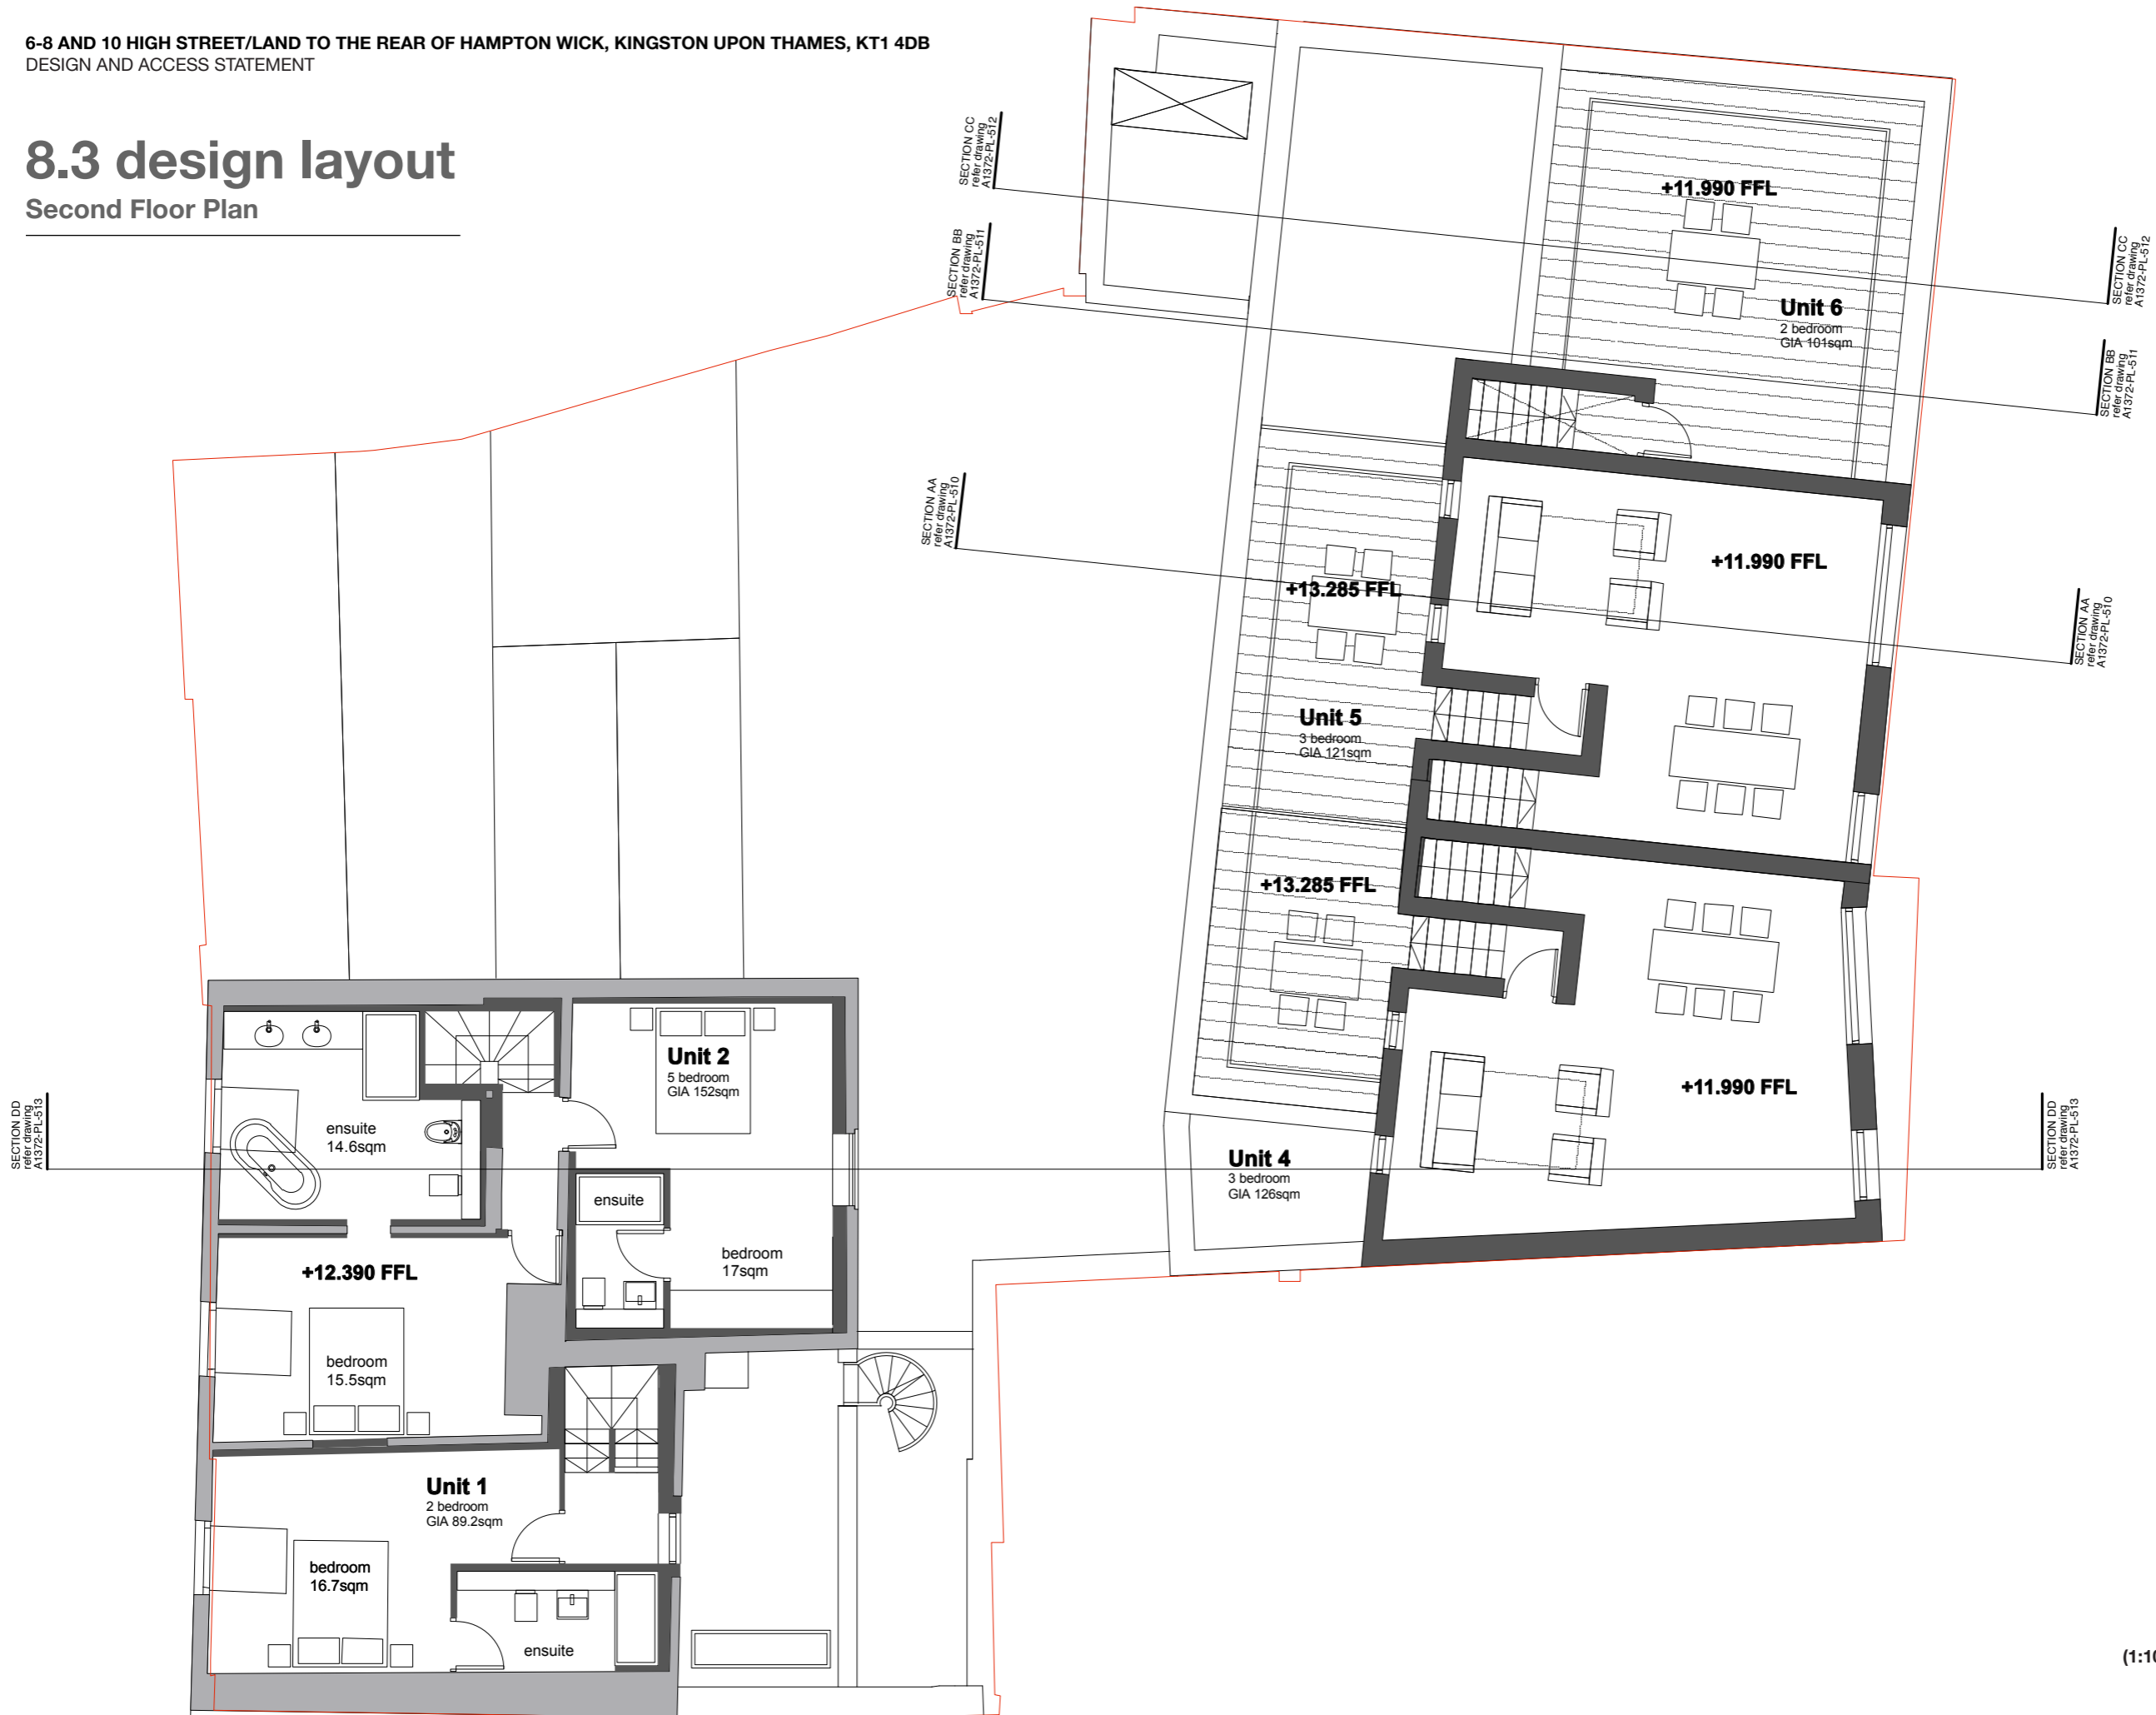 6-8 AND 10 HIGH STREET/LAND TO THE REAR OF HAMPTON WICK, KINGSTON UPON THAMES, KT1 4DB
DESIGN AND ACCESS STATEMENT
8.3 design layout
Second Floor Plan
SECTION CC
refer drawing
A1372-PL-512
SECTION BB
refer drawing
A1372-PL-511
SECTION AA
refer drawing
A1372-PL-510
SECTION CC
refer drawing
A1372-PL-512
SECTION BB
refer drawing
A1372-PL-511
SECTION AA
refer drawing
A1372-PL-510
+11.990 FFL
Unit 6
2 bedroom
GIA 101sqm
+11.990 FFL
+13.285 FFL
Unit 5
3 bedroom
GIA 121sqm
+13.285 FFL
+11.990 FFL
Unit 4
3 bedroom
GIA 126sqm
SECTION DD
refer drawing
A1372-PL-513
SECTION DD
refer drawing
A1372-PL-513
Unit 2
5 bedroom
GIA 152sqm
ensuite
14.6sqm
ensuite
bedroom
17sqm
+12.390 FFL
bedroom
15.5sqm
Unit 1
2 bedroom
GIA 89.2sqm
bedroom
16.7sqm
ensuite